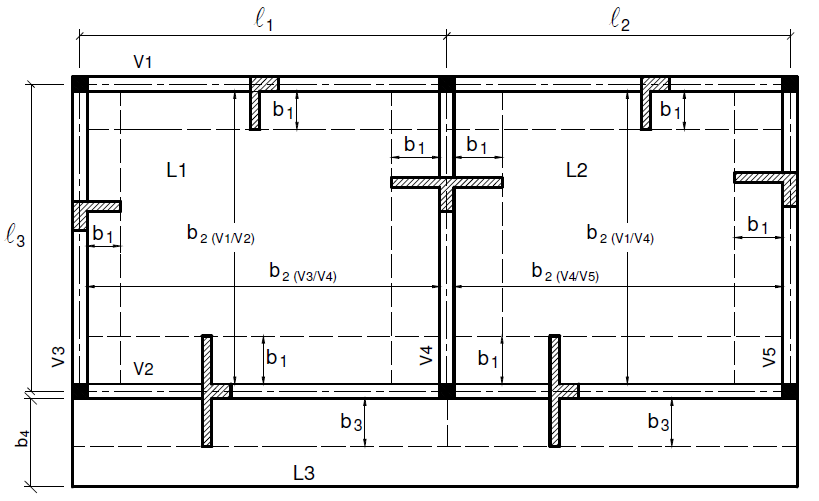 ℓ1
ℓ2
V1
b1
b1
L1
b1
b1
L2
ℓ3
b1
b2 (V1/V2)
b2 (V1/V4)
b1
b2 (V3/V4)
b2 (V4/V5)
V3
V2
b1
V4
b1
V5
b4
b3
b3
L3